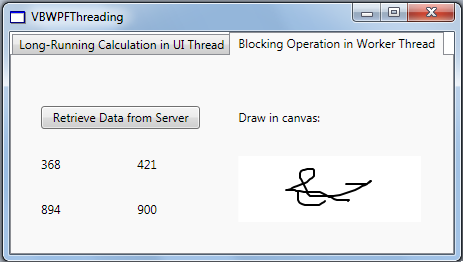 VBWPFThreading
Long-Running Calculation in UI Thread
Blocking Operation in Worker Thread
Retrieve Data from Server
Draw in canvas:
368
421
894
900